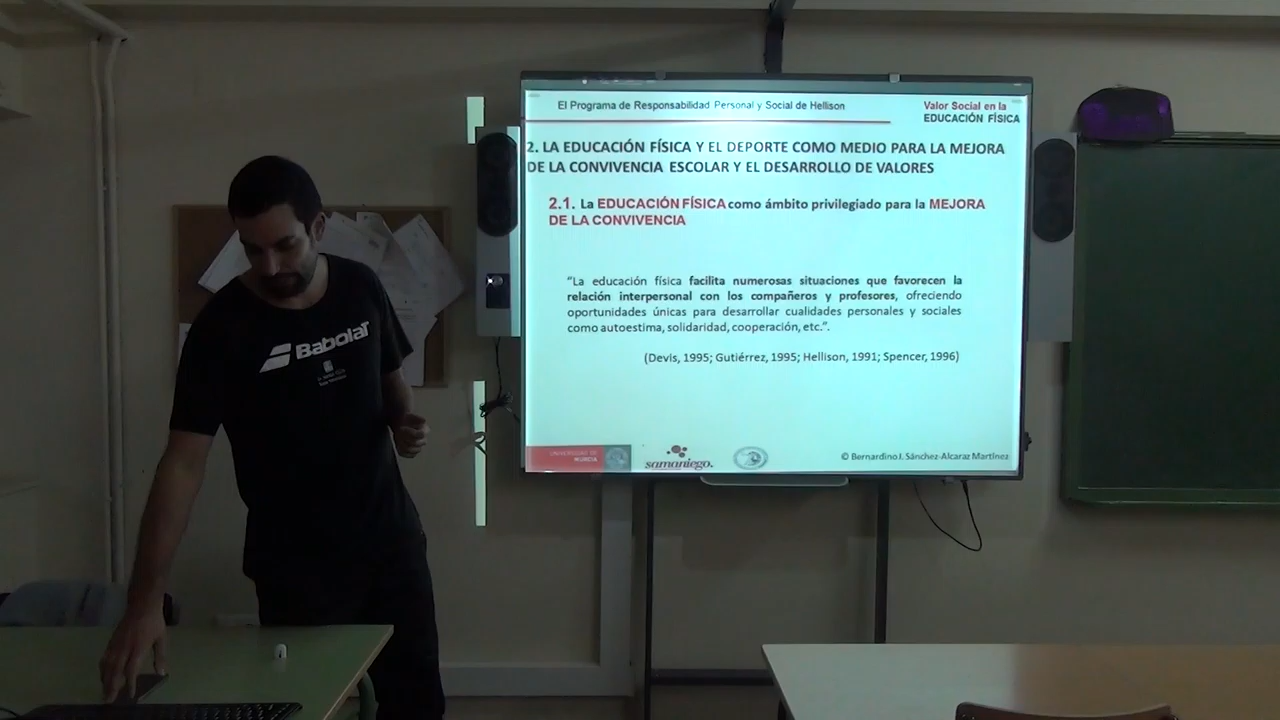 El Programa de Responsabilidad Personal y Social de Hellison
Valor Social en la
EDUCACIÓN FÍSICA
2. LA EDUCACIÓN FÍSICA Y EL DEPORTE COMO MEDIO PARA LA MEJORA
DE LA CONVIVENCIA ESCOLAR Y EL DESARROLLO DE VALORES
2.1. La EDUCACIÓN FÍSICA como ámbito privilegiado para la MEJORA
DE LA CONVIVENCIA
"La educación física facilita numerosas situaciones que favorecen la
relación interpersonal con los compañeros y profesores, ofreciendo
oportunidades únicas para desarrollar cualidades personales y sociales
como autoestima, solidaridad, cooperación, etc.".
(Devis, 1995; Gutiérrez, 1995; Hellison, 1991; Spencer, 1996)
UNIVERSIDAD DE
MURCIA
samaniego.
© Bernardino J. Sánchez-Alcaraz Martínez
Babolat